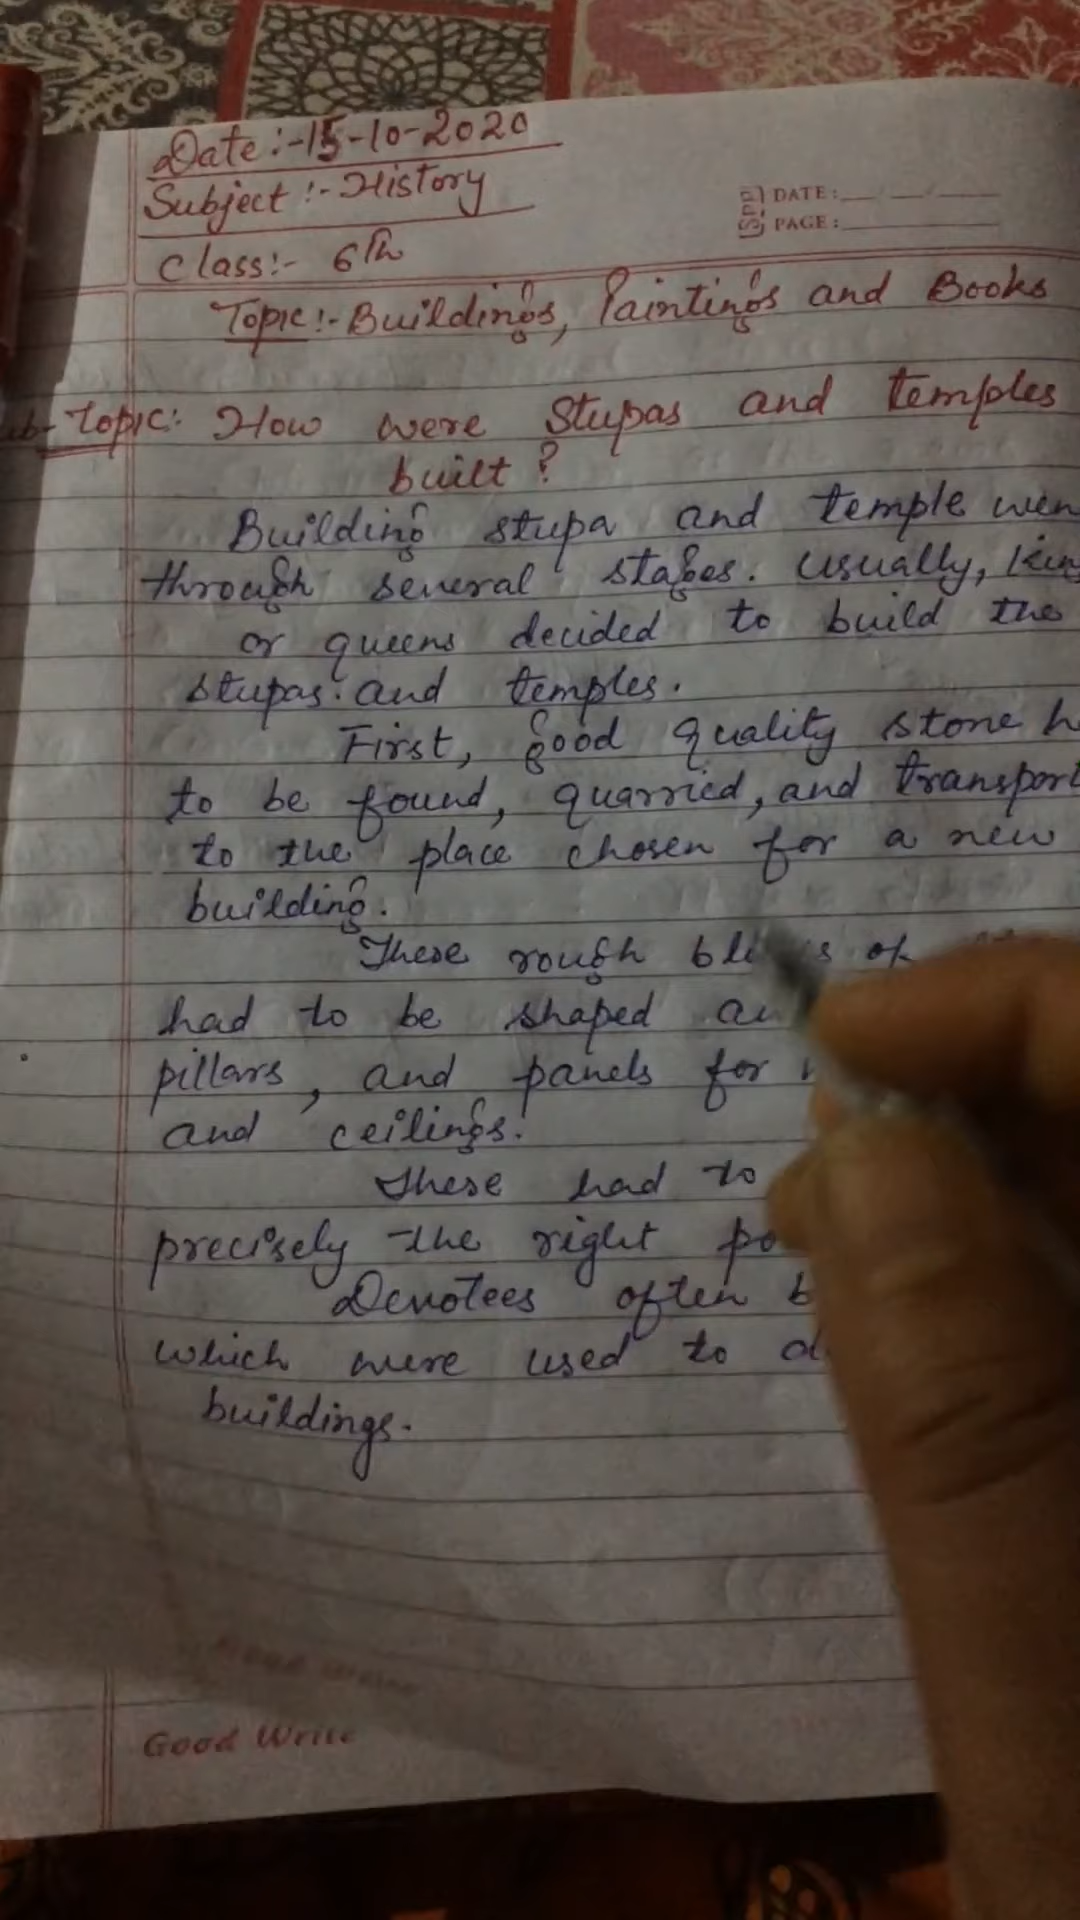 Date :- 15-10-2020
Subject :- History
DATE:
PAGE:
Class:- 6th
Topic:- Buildings, Paintings and Books
Topic: How were Stupas and temples
built ?
Building stupa and temple
through several stages. Usually,
or queens decided to build the
stupas and temples.
First, good quality stone
to be found, quarried, and
to the place chosen for a new
building.
These rough
had to be shaped
pillars, and panels for
and ceilings.
These had to
precisely the right
Devotees often
which were used to
buildings.
Good Write